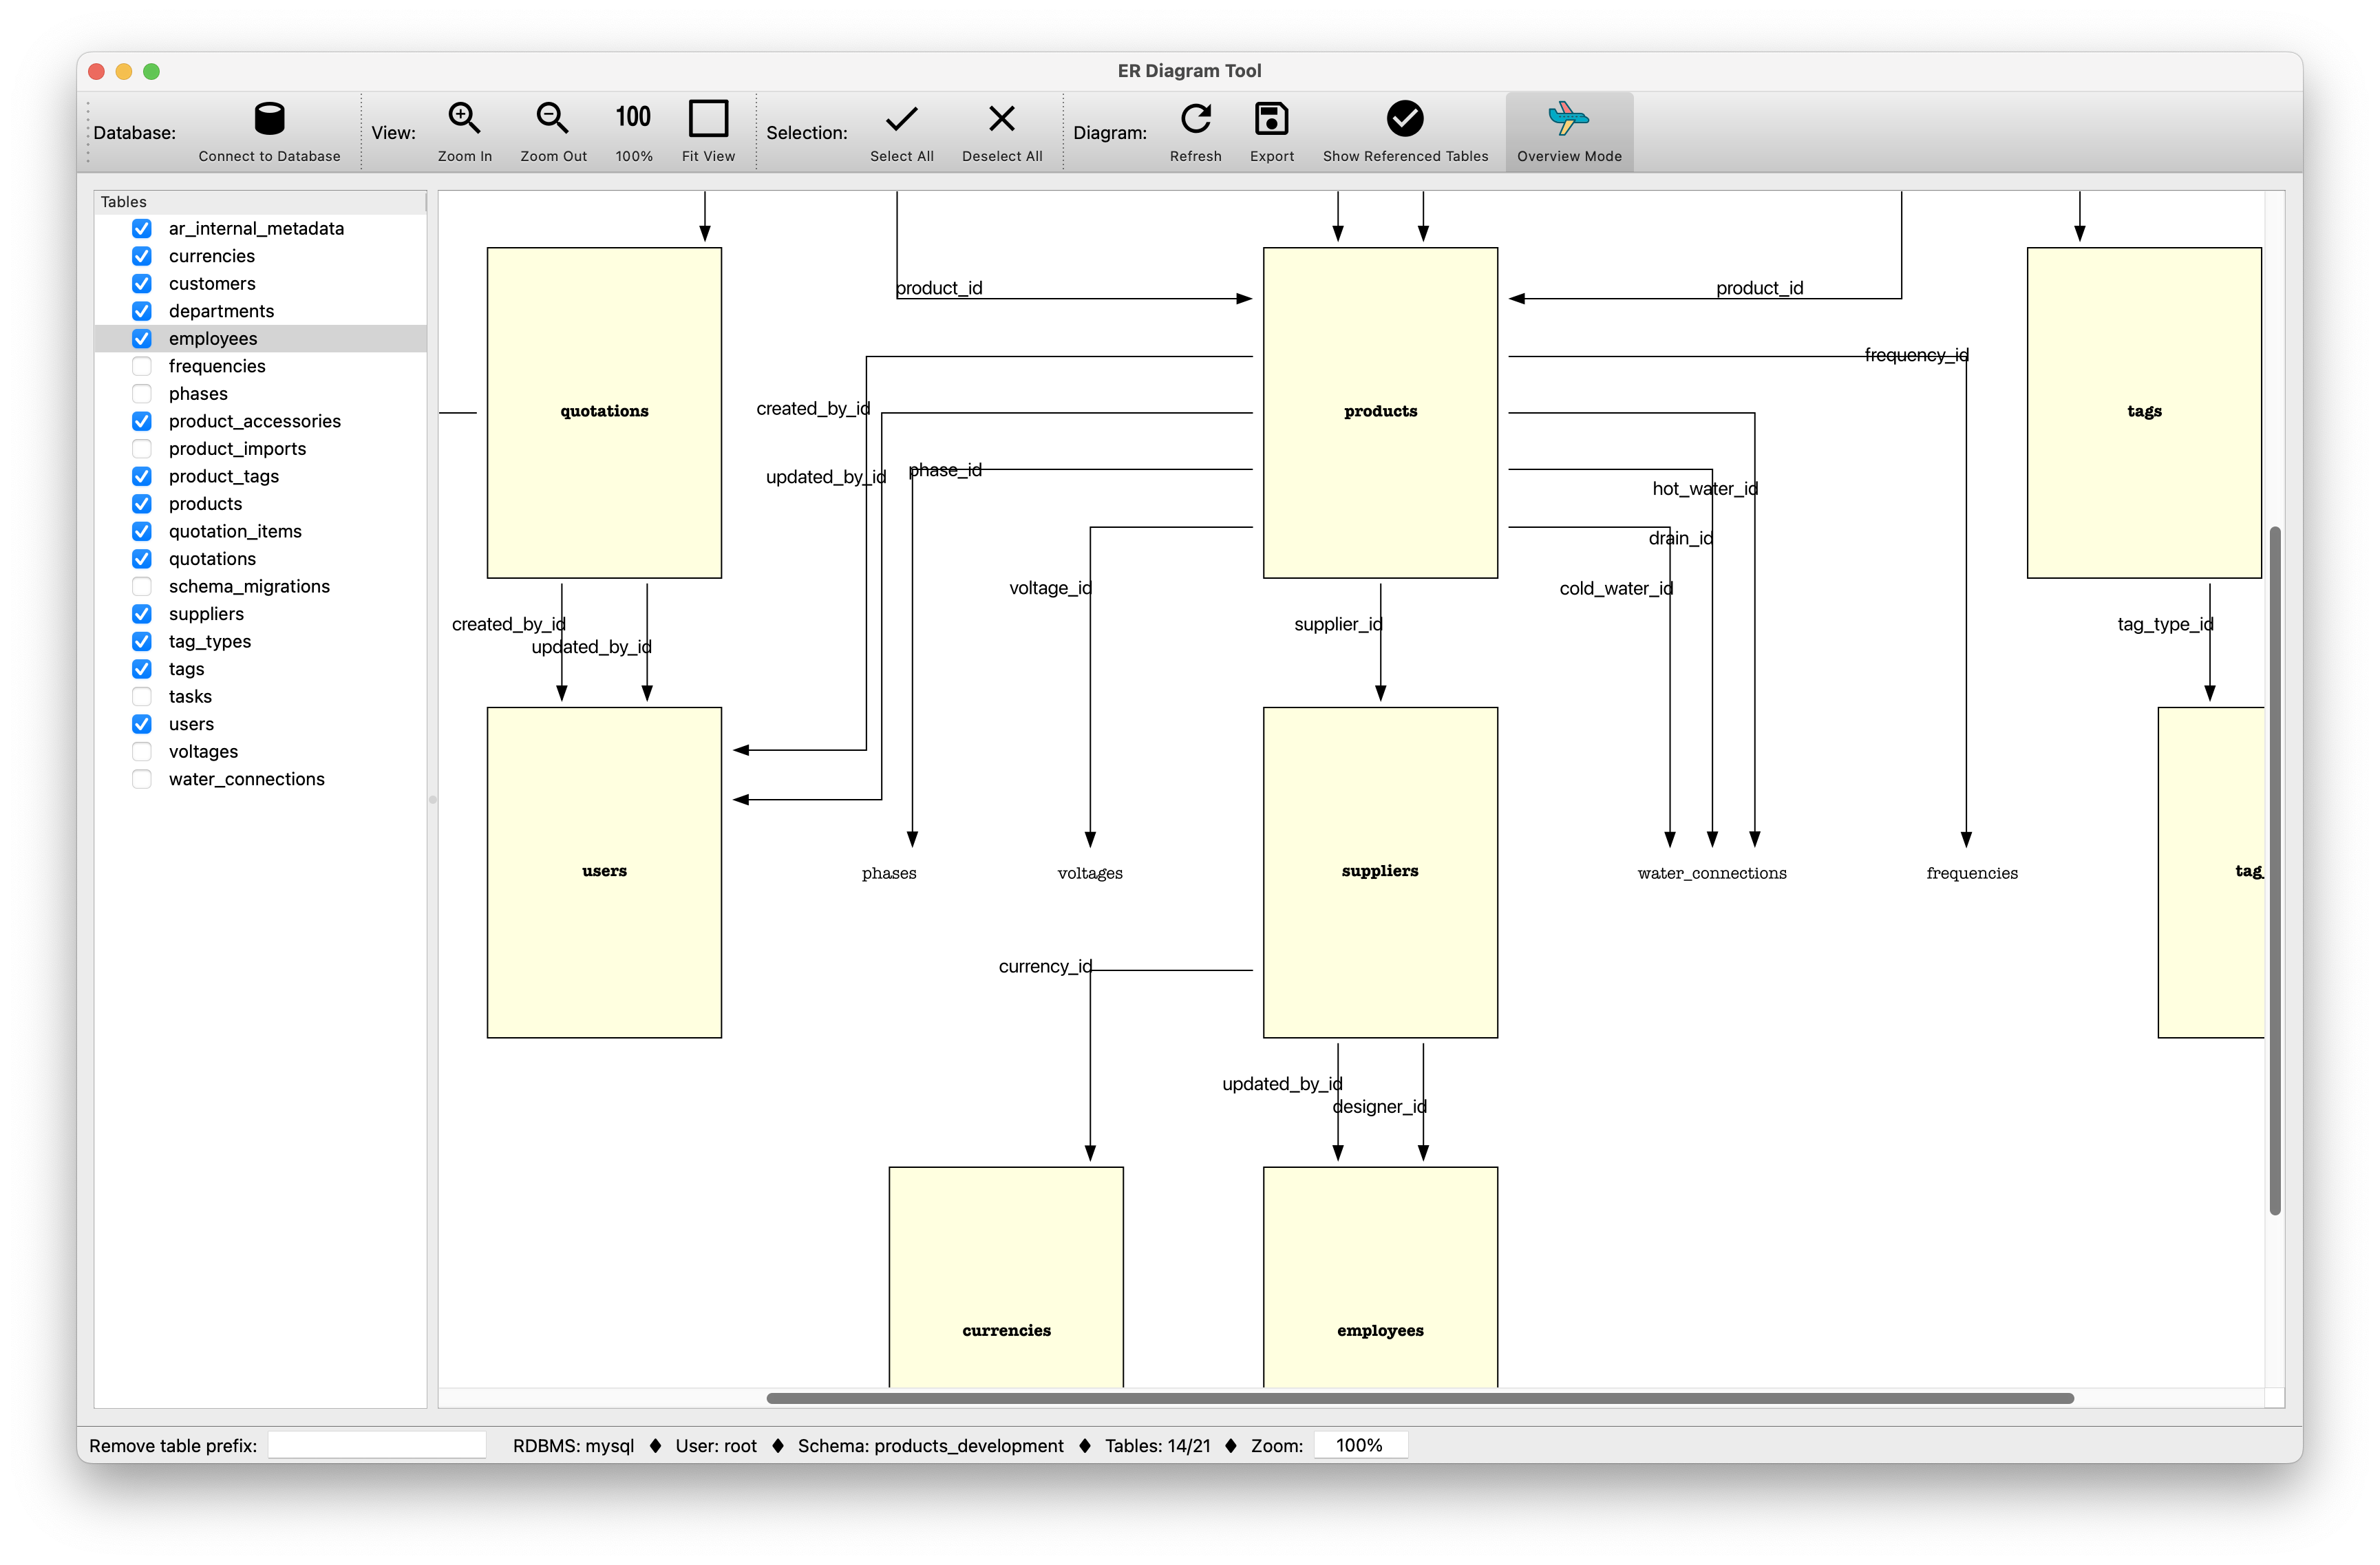 ER Diagram Tool
Database:
Connect to Database
View:
Zoom In
Zoom Out
100
100%
Fit View
Selection:
Select All
Deselect All
Diagram:
Refresh
Export
Show Referenced Tables
Overview Mode
Tables
ar_internal_metadata
currencies
customers
departments
employees
frequencies
phases
product_accessories
product_imports
product_tags
products
quotation_items
quotations
schema_migrations
suppliers
tag_types
tags
tasks
users
voltages
water_connections
product_id
product_id
frequency_id
quotations
created_by_id
products
tags
updated_by_id
phase_id
hot_water_id
drain_id
voltage_id
cold_water_id
created_by_id
updated_by_id
supplier_id
tag_type_id
users
phases
voltages
suppliers
water_connections
frequencies
tag_
currency_id
updated_by_id
designer_id
currencies
employees
Remove table prefix:
RDBMS: mysql ♦ User: root ♦ Schema: products_development ♦ Tables: 14/21 ♦ Zoom: 100%